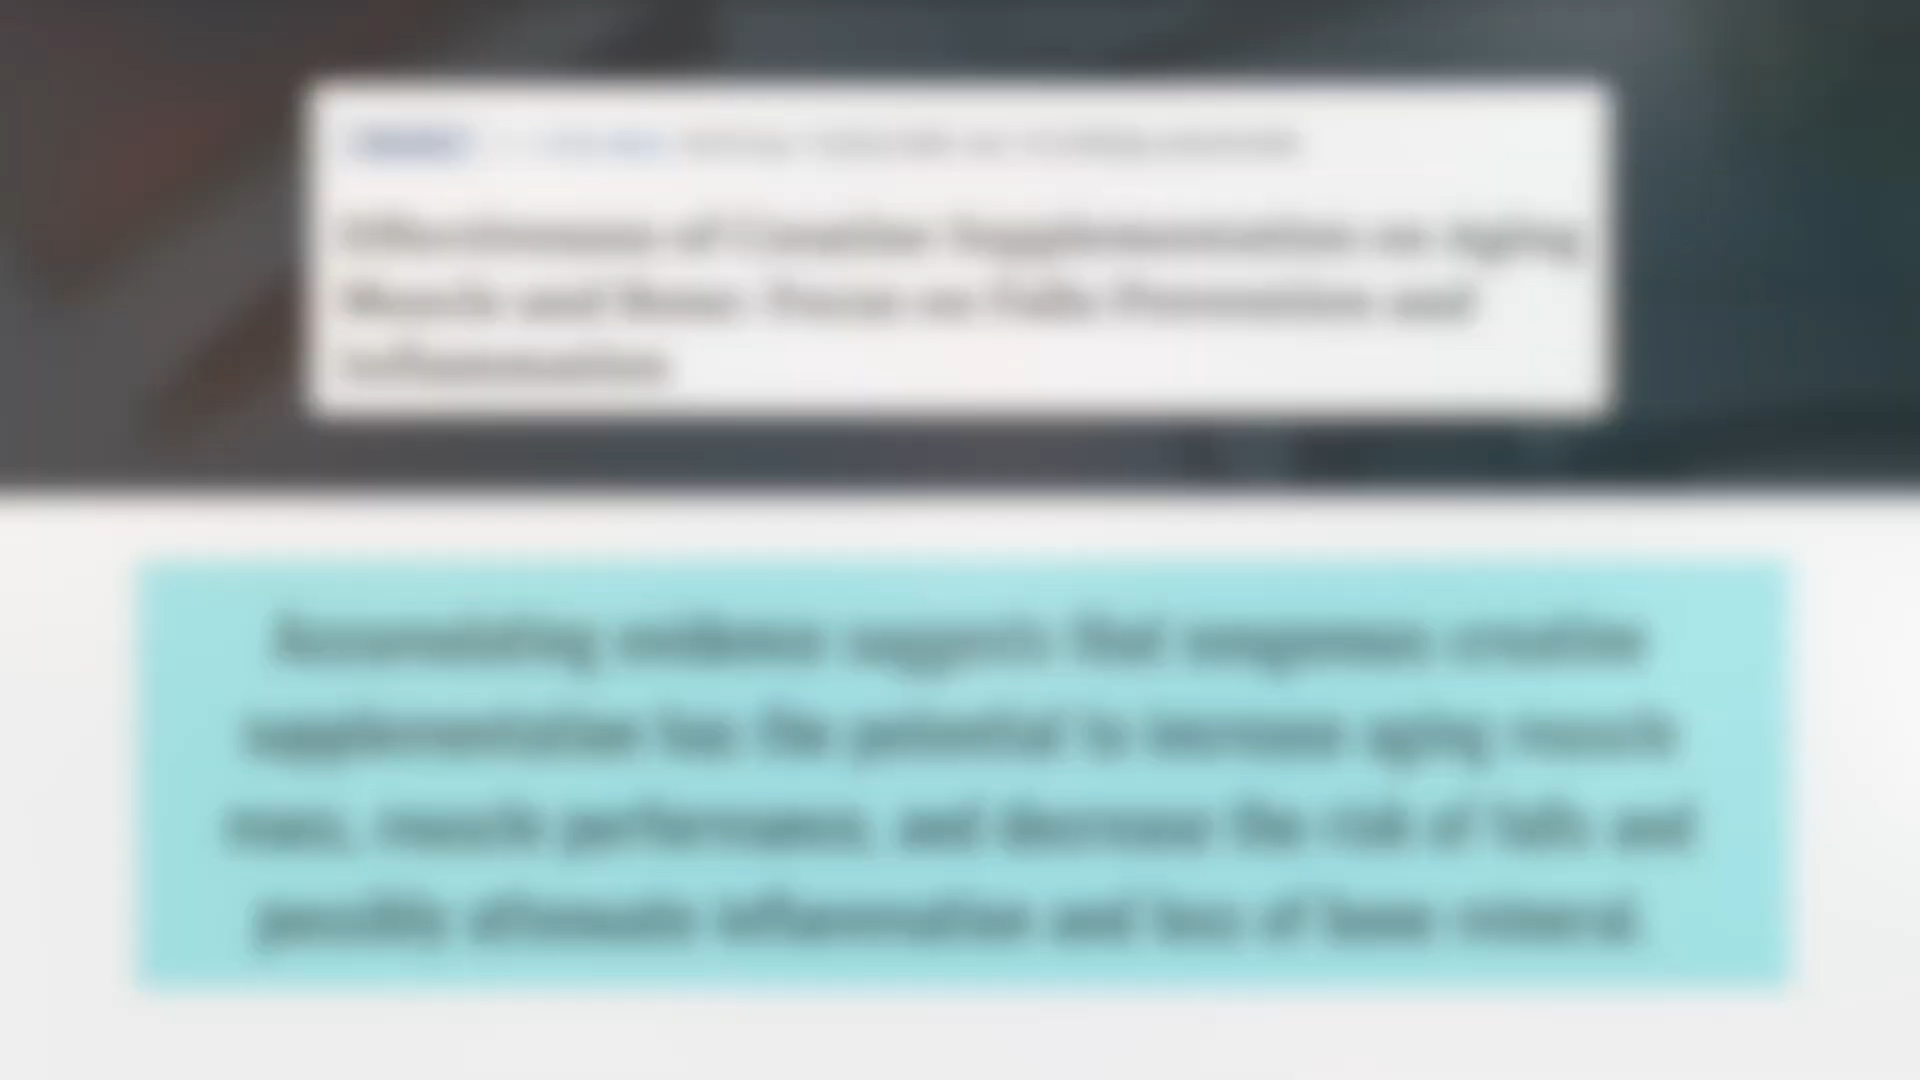 Effectiveness of Creatine Supplementation on Aging
Muscle and Bone: Focus on Falls Prevention and
Inflammation
Accumulating evidence suggests that exogenous creatine
supplementation has the potential to increase aging muscle
mass, muscle performance, and decrease the risk of falls and
possibly attenuate inflammation and loss of bone mineral.